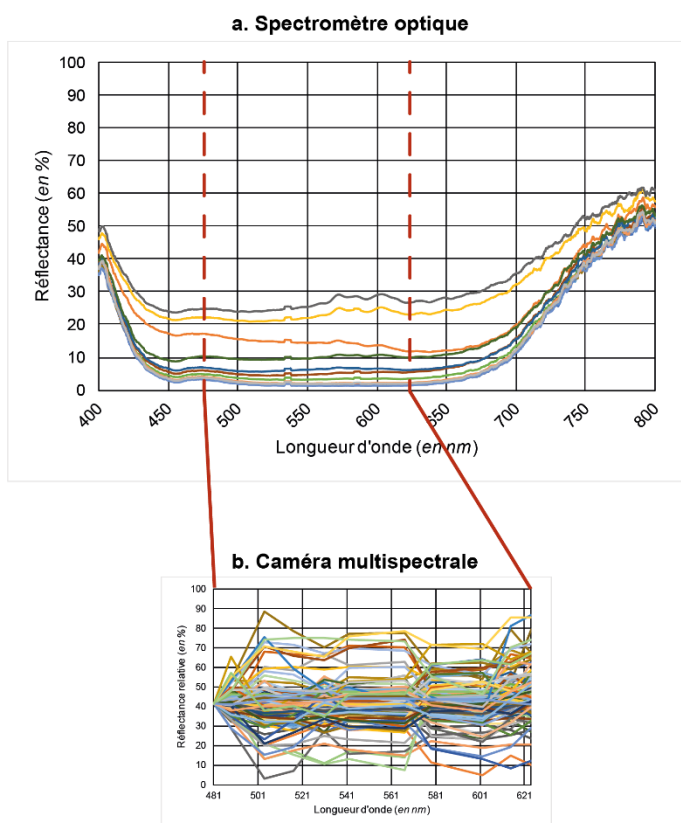 a. Spectromètre optique
100
90
80
70
60
50
40
30
20
10
0
Réflectance (en %)
400 450 500 550 600 650 700 750 800
Longueur d'onde (en nm)
b. Caméra multispectrale
100
90
80
70
60
50
40
30
20
10
0
Réflectance relative (en %)
481 501 521 541 561 581 601 621
Longueur d'onde (en nm)